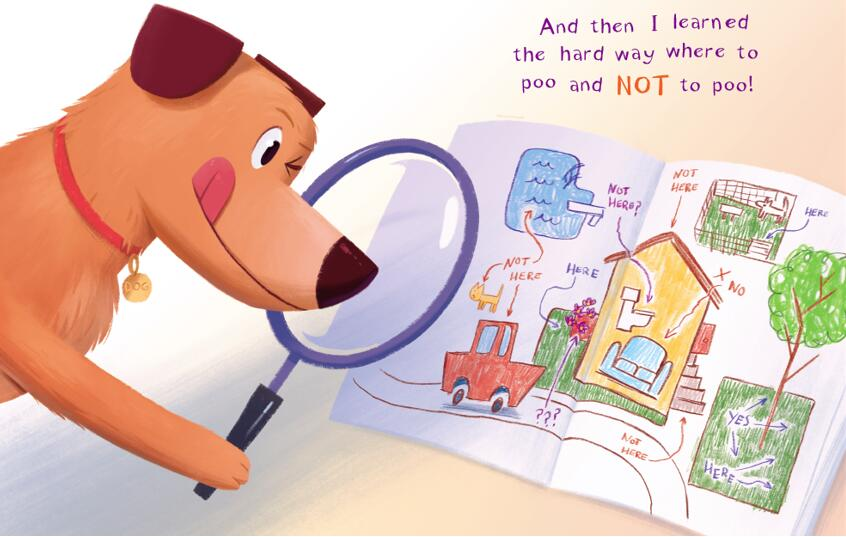 And then I learned
the hard way where to
poo and NOT to poo!
DOG
NOT
HERE?
NOT
HERE
HERE
NOT
HERE
HERE
X
NO
???
YES
HERE
NOT
HERE